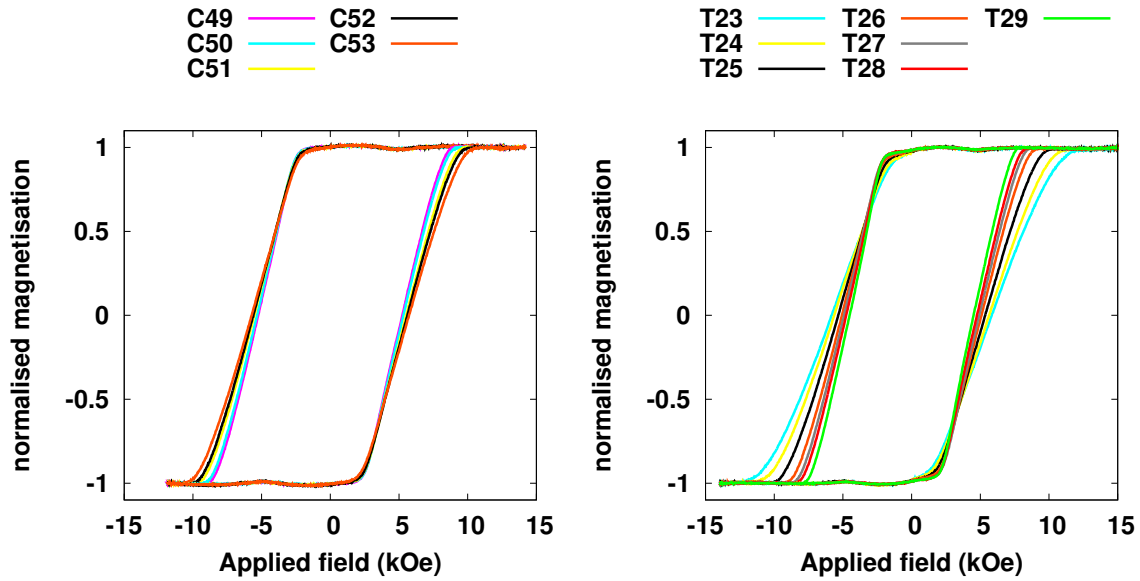 C49 C52
C50 C53
C51
1
0.5
0
-0.5
-1
-15 -10 -5 0 5 10 15
normalised magnetisation
Applied field (kOe)
T23 T26 T29
T24 T27
T25 T28
1
0.5
0
-0.5
-1
-15 -10 -5 0 5 10 15
normalised magnetisation
Applied field (kOe)